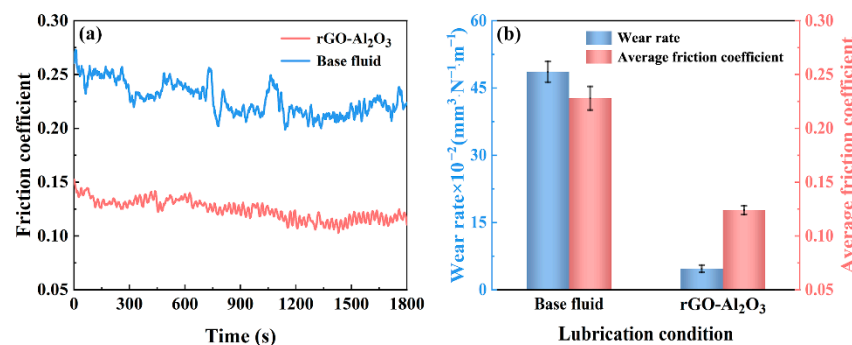 (a)
rGO-Al₂O₃
Base fluid
Friction coefficient
0.30
0.25
0.20
0.15
0.10
0.05
0 300 600 900 1200 1500 1800
Time (s)
(b)
Wear rate
Average friction coefficient
Wear rate×10⁻² (mm³·N⁻¹·m⁻¹)
60
45
30
15
0
Average friction coefficient
0.30
0.25
0.20
0.15
0.10
0.05
Base fluid rGO-Al₂O₃
Lubrication condition